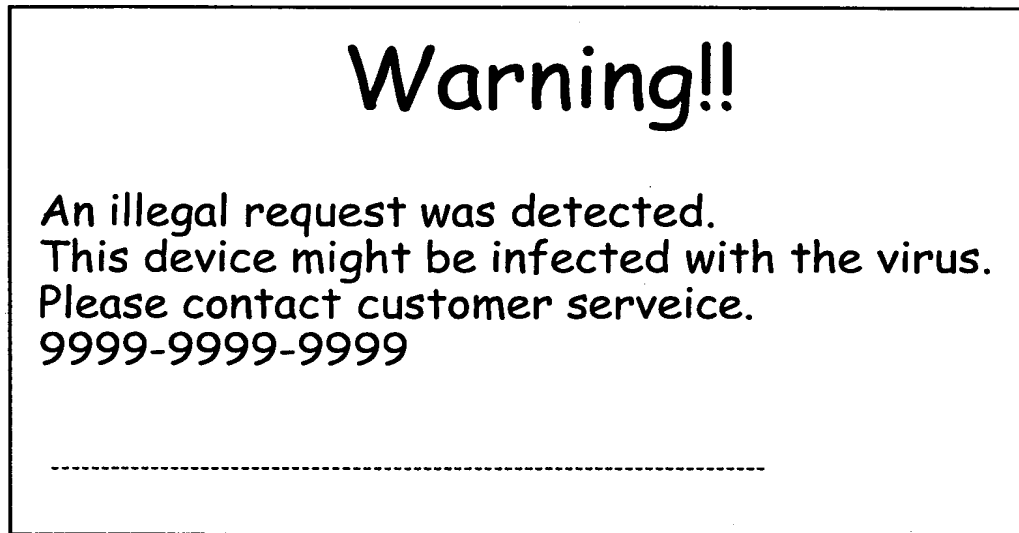 Warning!!
An illegal request was detected.
This device might be infected with the virus.
Please contact customer serveice.
9999-9999-9999